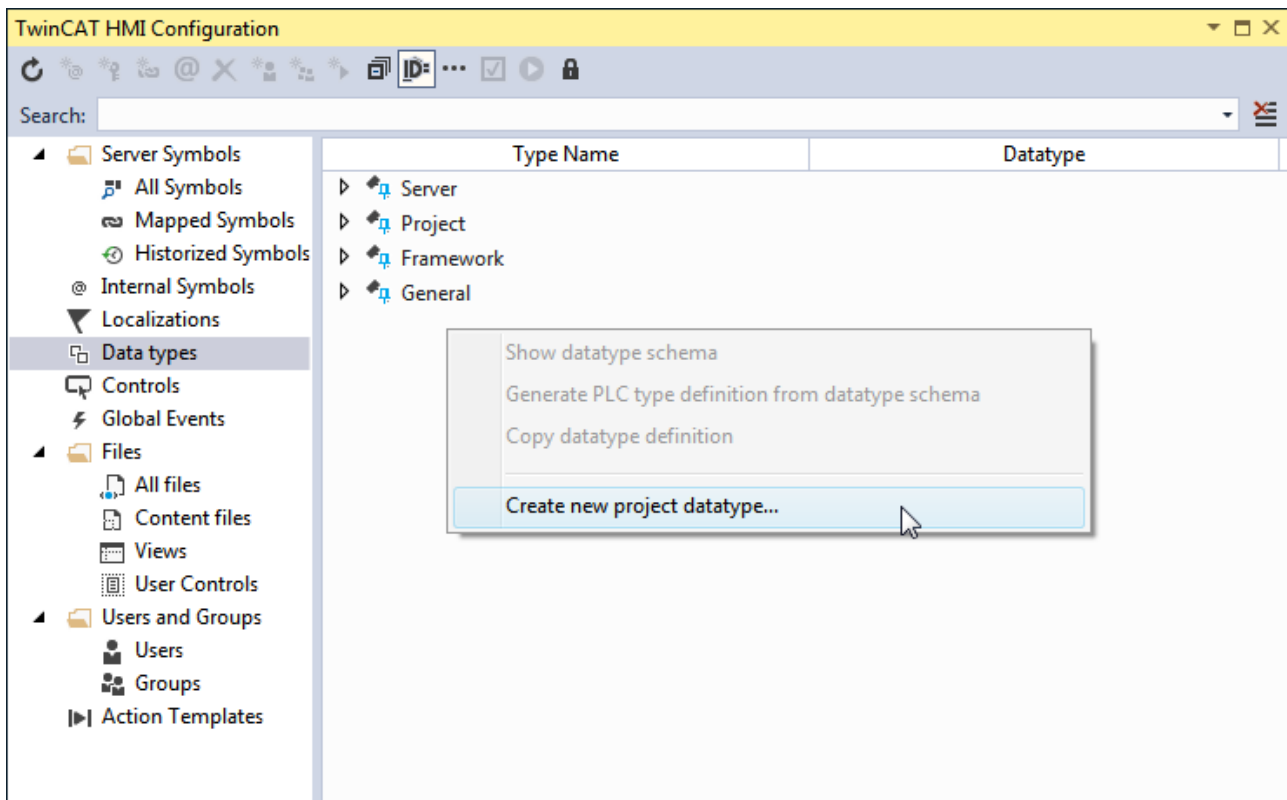 TwinCAT HMI Configuration
ID=
Search:
Type Name Datatype
Server Symbols
All Symbols
Mapped Symbols
Historized Symbols
Internal Symbols
Localizations
Data types
Controls
Global Events
Files
All files
Content files
Views
User Controls
Users and Groups
Users
Groups
Action Templates
Server
Project
Framework
General
Show datatype schema
Generate PLC type definition from datatype schema
Copy datatype definition
Create new project datatype...